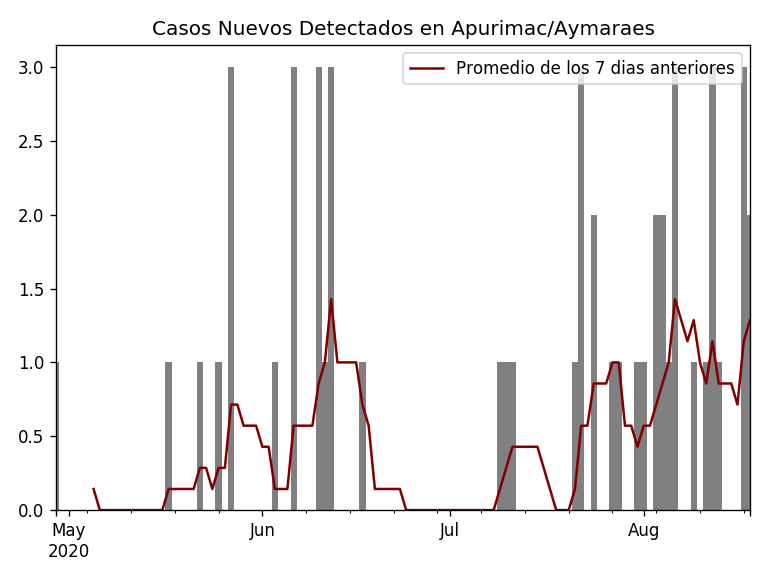 Casos Nuevos Detectados en Apurimac/Aymaraes
Promedio de los 7 dias anteriores
3.0
2.5
2.0
1.5
1.0
0.5
0.0
May Jun Jul Aug
2020